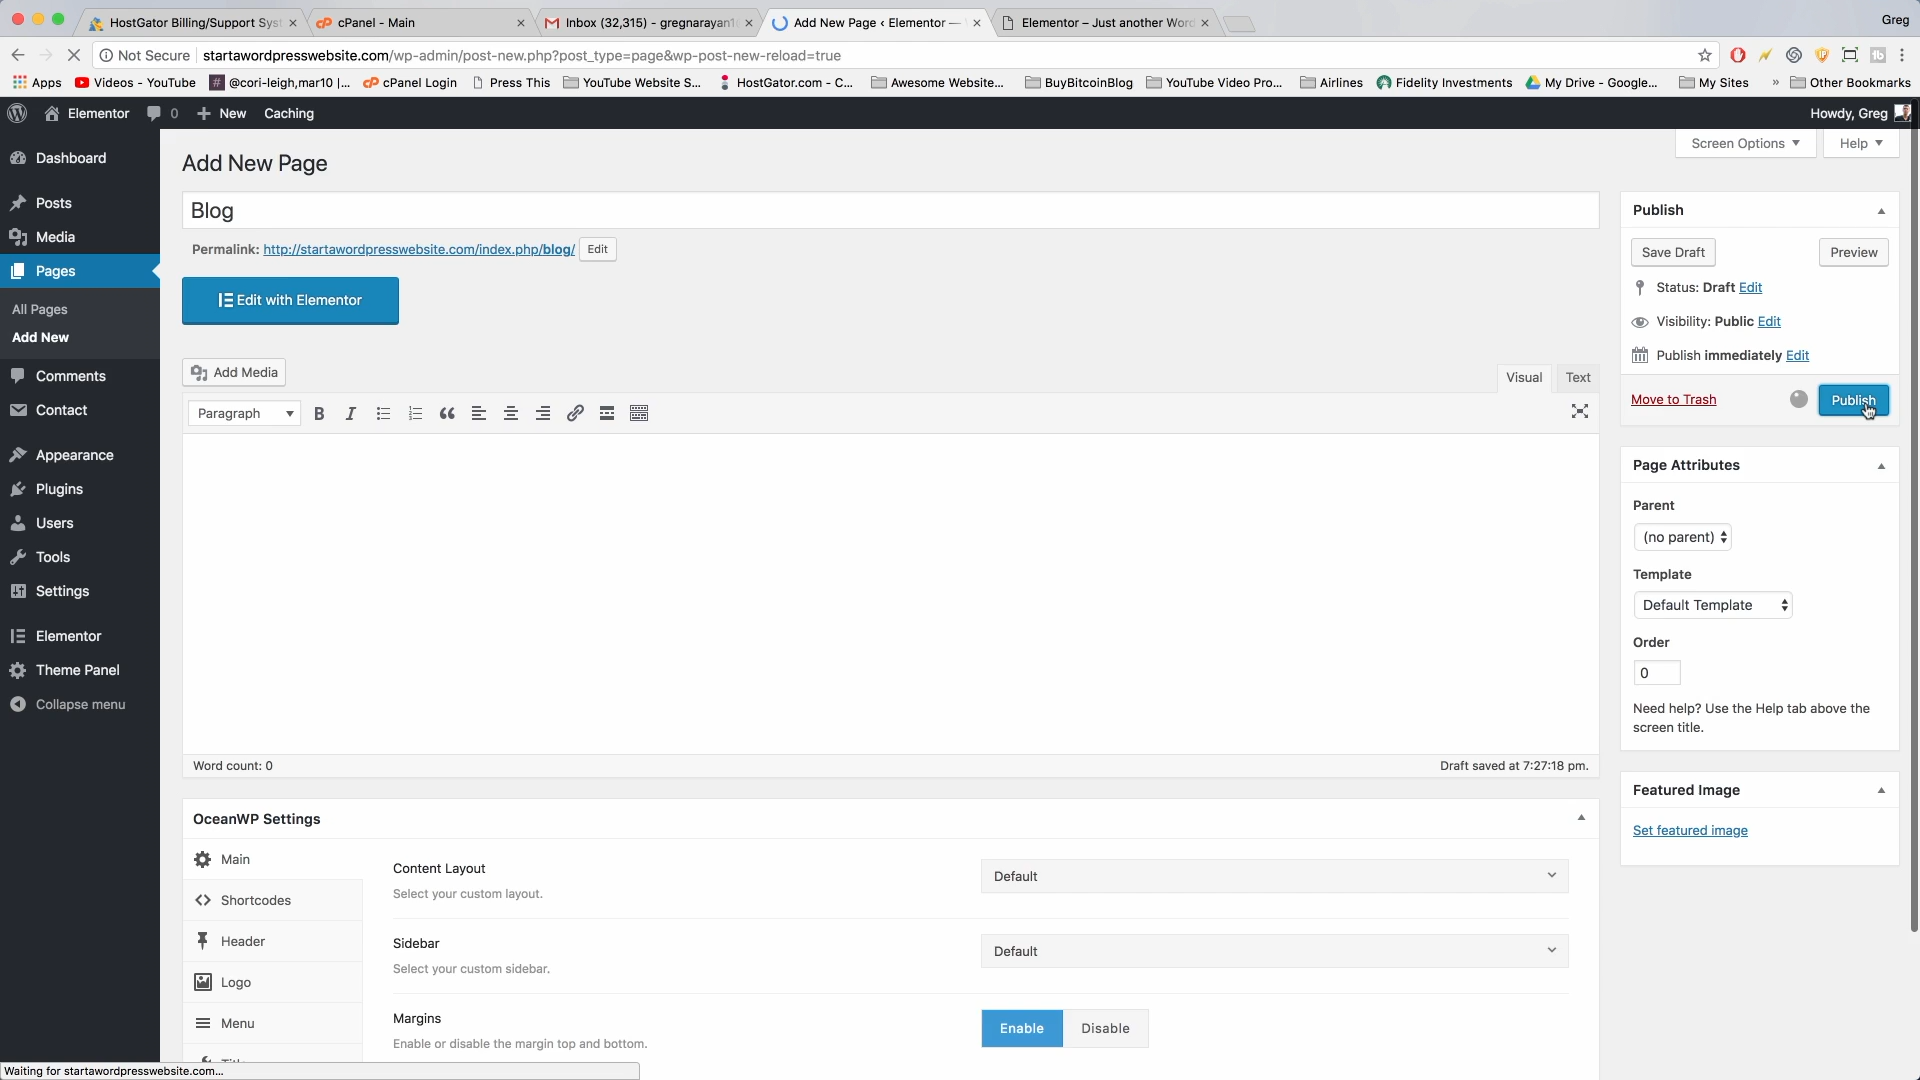 HostGator Billing/Support Syst
cPanel - Main
Inbox (32,315) - gregnarayan1
Add New Page ‹ Elementor —
Elementor – Just another Word
Greg
Not Secure
startawordpresswebsite.com/wp-admin/post-new.php?post_type=page&wp-post-new-reload=true
Apps
Videos - YouTube
@cori-leigh,mar10 |...
cPanel Login
Press This
YouTube Website S...
HostGator.com - C...
Awesome Website...
BuyBitcoinBlog
YouTube Video Pro...
Airlines
Fidelity Investments
My Drive - Google...
My Sites
»
Other Bookmarks
Elementor
0
New
Caching
Howdy, Greg
Dashboard
Posts
Media
Pages
All Pages
Add New
Comments
Contact
Appearance
Plugins
Users
Tools
Settings
Elementor
Theme Panel
Collapse menu
Screen Options
Help
Add New Page
Blog
Permalink: http://startawordpresswebsite.com/index.php/blog/
Edit
Edit with Elementor
Add Media
Visual
Text
Paragraph
B
I
Word count: 0
Draft saved at 7:27:18 pm.
OceanWP Settings
Main
Shortcodes
Header
Logo
Menu
Content Layout
Select your custom layout.
Default
Sidebar
Select your custom sidebar.
Default
Margins
Enable or disable the margin top and bottom.
Enable
Disable
Publish
Save Draft
Preview
Status: Draft Edit
Visibility: Public Edit
Publish immediately Edit
Move to Trash
Publish
Page Attributes
Parent
(no parent)
Template
Default Template
Order
0
Need help? Use the Help tab above the
screen title.
Featured Image
Set featured image
Waiting for startawordpresswebsite.com...